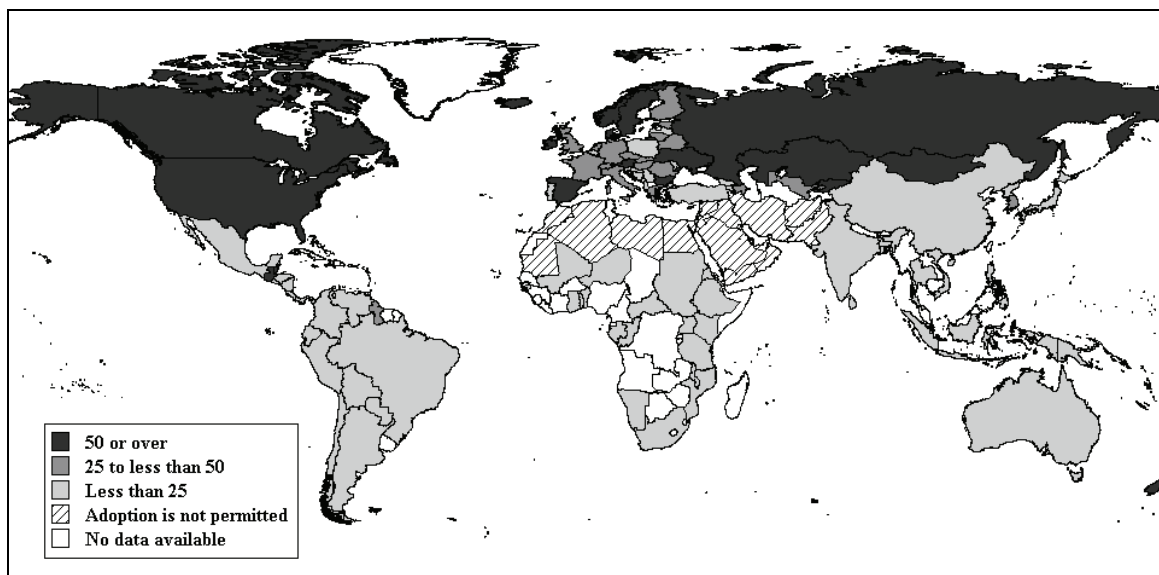 50 or over
25 to less than 50
Less than 25
Adoption is not permitted
No data available